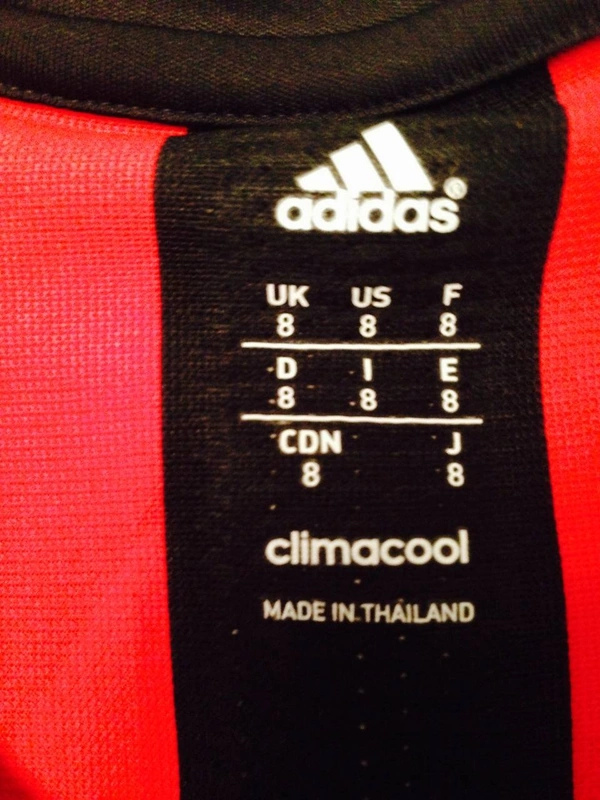 adidas®
UK US F
8 8 8
D I E
8 8 8
CDN J
8 8
climacool
MADE IN THAILAND